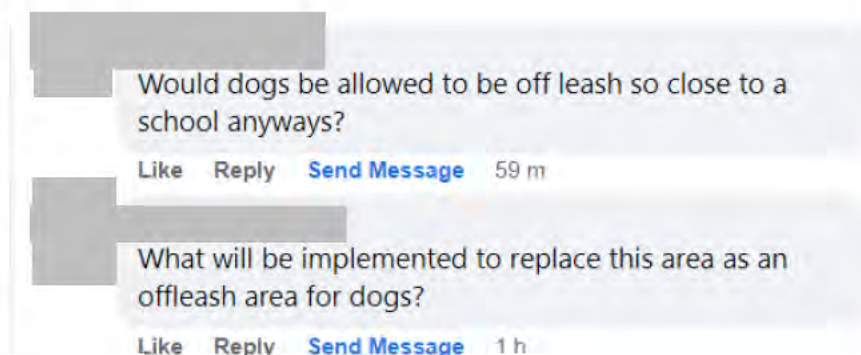 Would dogs be allowed to be off leash so close to a
school anyways?
Like Reply Send Message 59 m
What will be implemented to replace this area as an
offleash area for dogs?
Like Reply Send Message 1 h